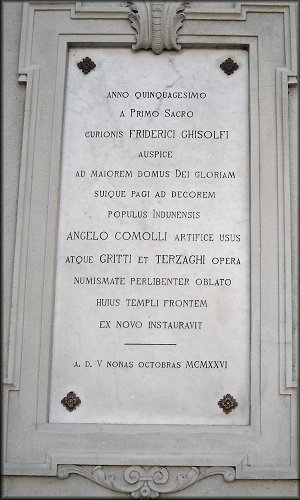 ANNO QUINQUAGESIMO
A PRIMO SACRO
CURIONIS FRIDERICI GHISOLFI
AUSPICE
AD MAIOREM DOMUS DEI GLORIAM
SUIQUE PAGI AD DECOREM
POPULUS INDUNENSIS
ANGELO COMOLLI ARTIFICE USUS
ATQUE GRITTI ET TERZAGHI OPERA
NUMISMATE PERLIBENTER OBLATO
HUIUS TEMPLI FRONTEM
EX NOVO INSTAURAVIT
A. D. V NONAS OCTOBRAS MCMXXVI